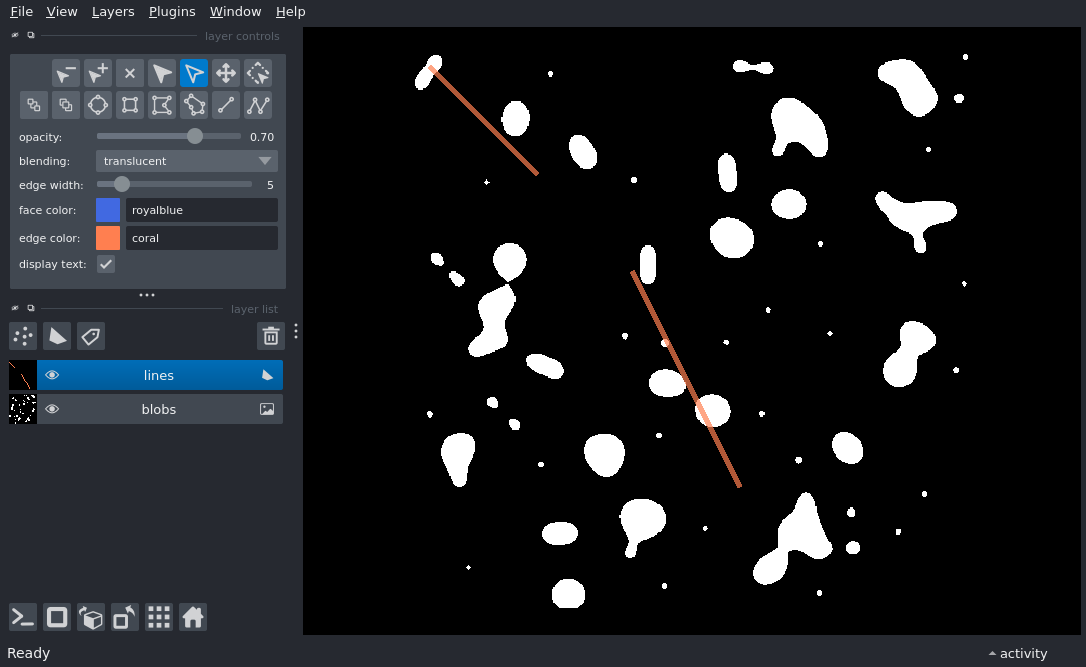 File View Layers Plugins Window Help
layer controls
opacity: 0.70
blending: translucent
edge width: 5
face color: royalblue
edge color: coral
display text:
layer list
lines
blobs
Ready
activity